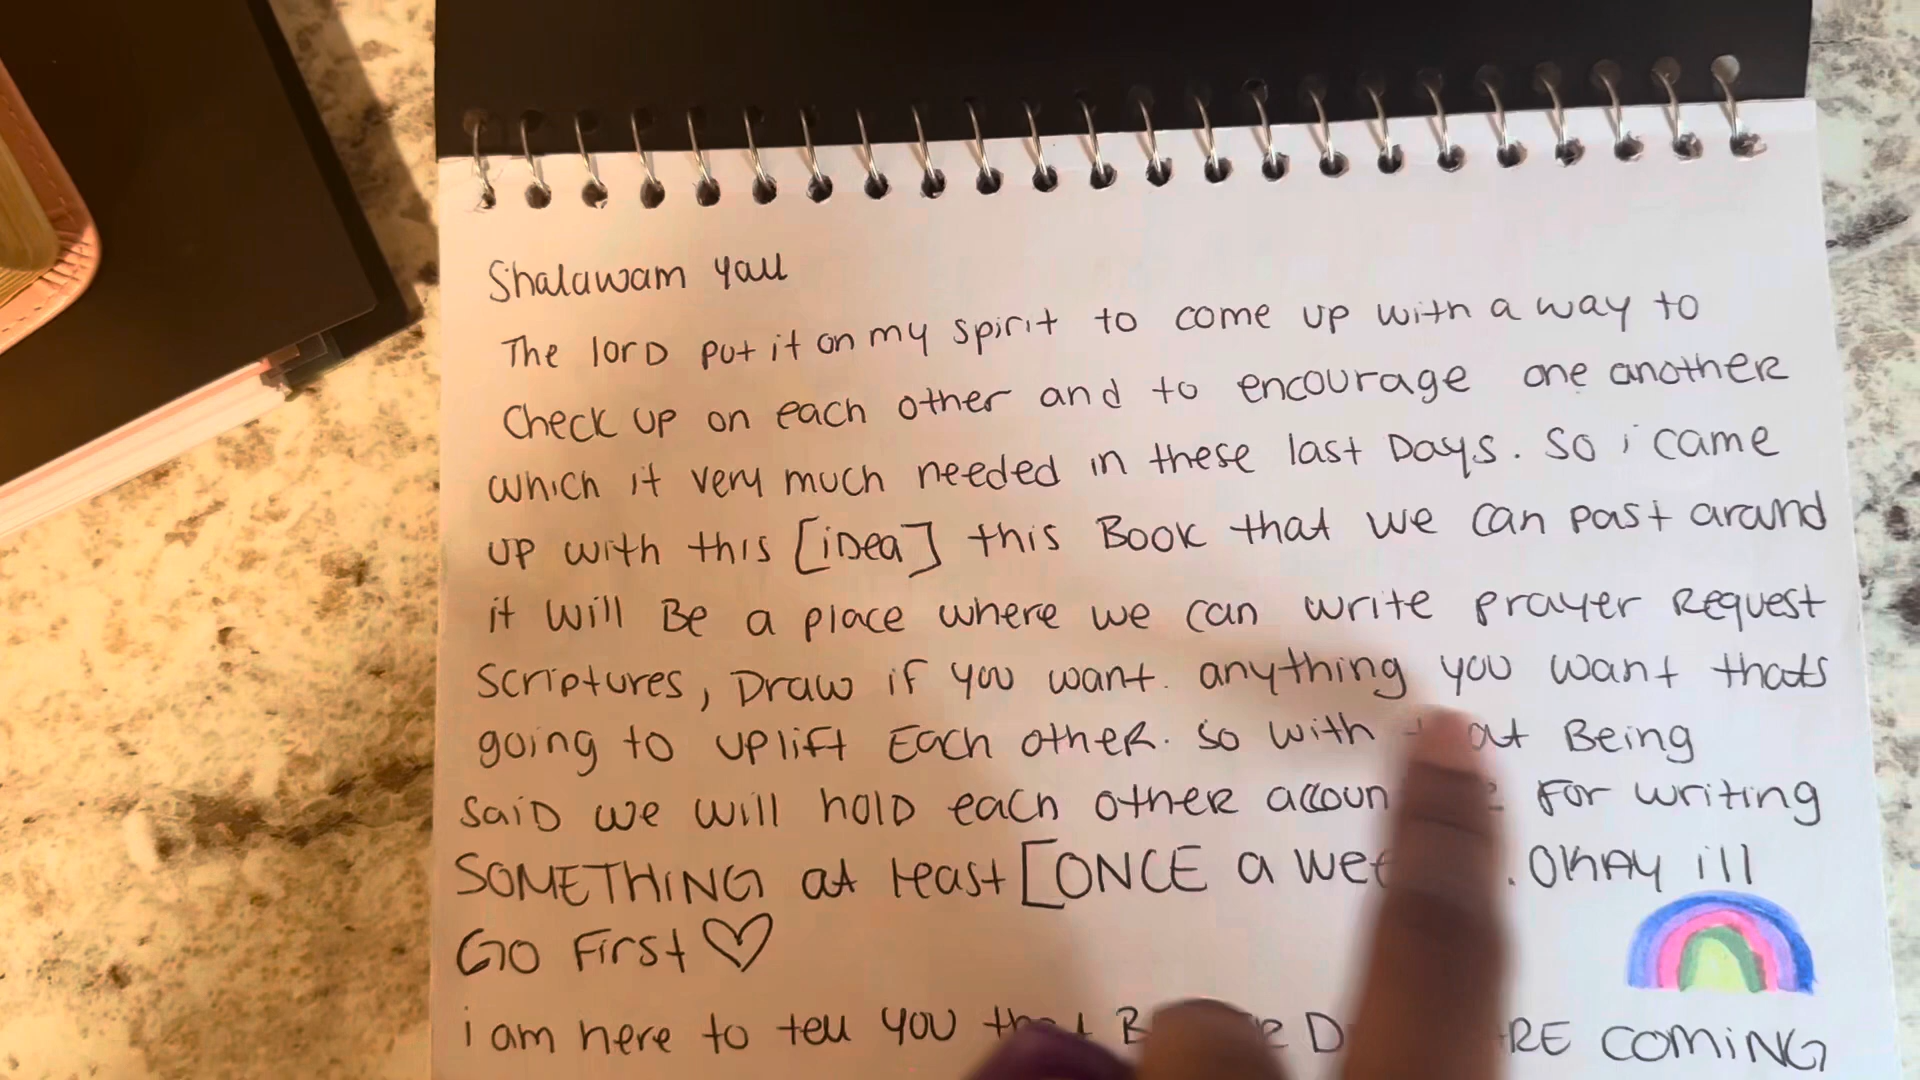 Shalawam yall
The lorD put it on my spirit to come up with a way to
Check up on each other and to encourage one another
which it very much needed in these last Days. So i came
up with this [iDea] this Book that we can past around
it will Be a place where we can write prayer Request
Scriptures, Draw if you want. anything you want thats
going to uplift Each other. so with Being
saiD we will holD each other for writing
SOMETHiNG at least [ONCE a . OKAY ill
GO First ♡
i am here to tell YOU COMiNG